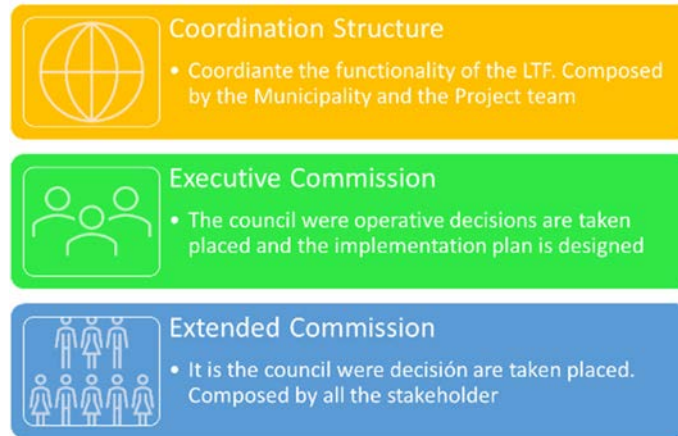 Coordination Structure
• Coordiante the functionality of the LTF. Composed
by the Municipality and the Project team
Executive Commission
• The council were operative decisions are taken
placed and the implementation plan is designed
Extended Commission
• It is the council were decisión are taken placed.
Composed by all the stakeholder